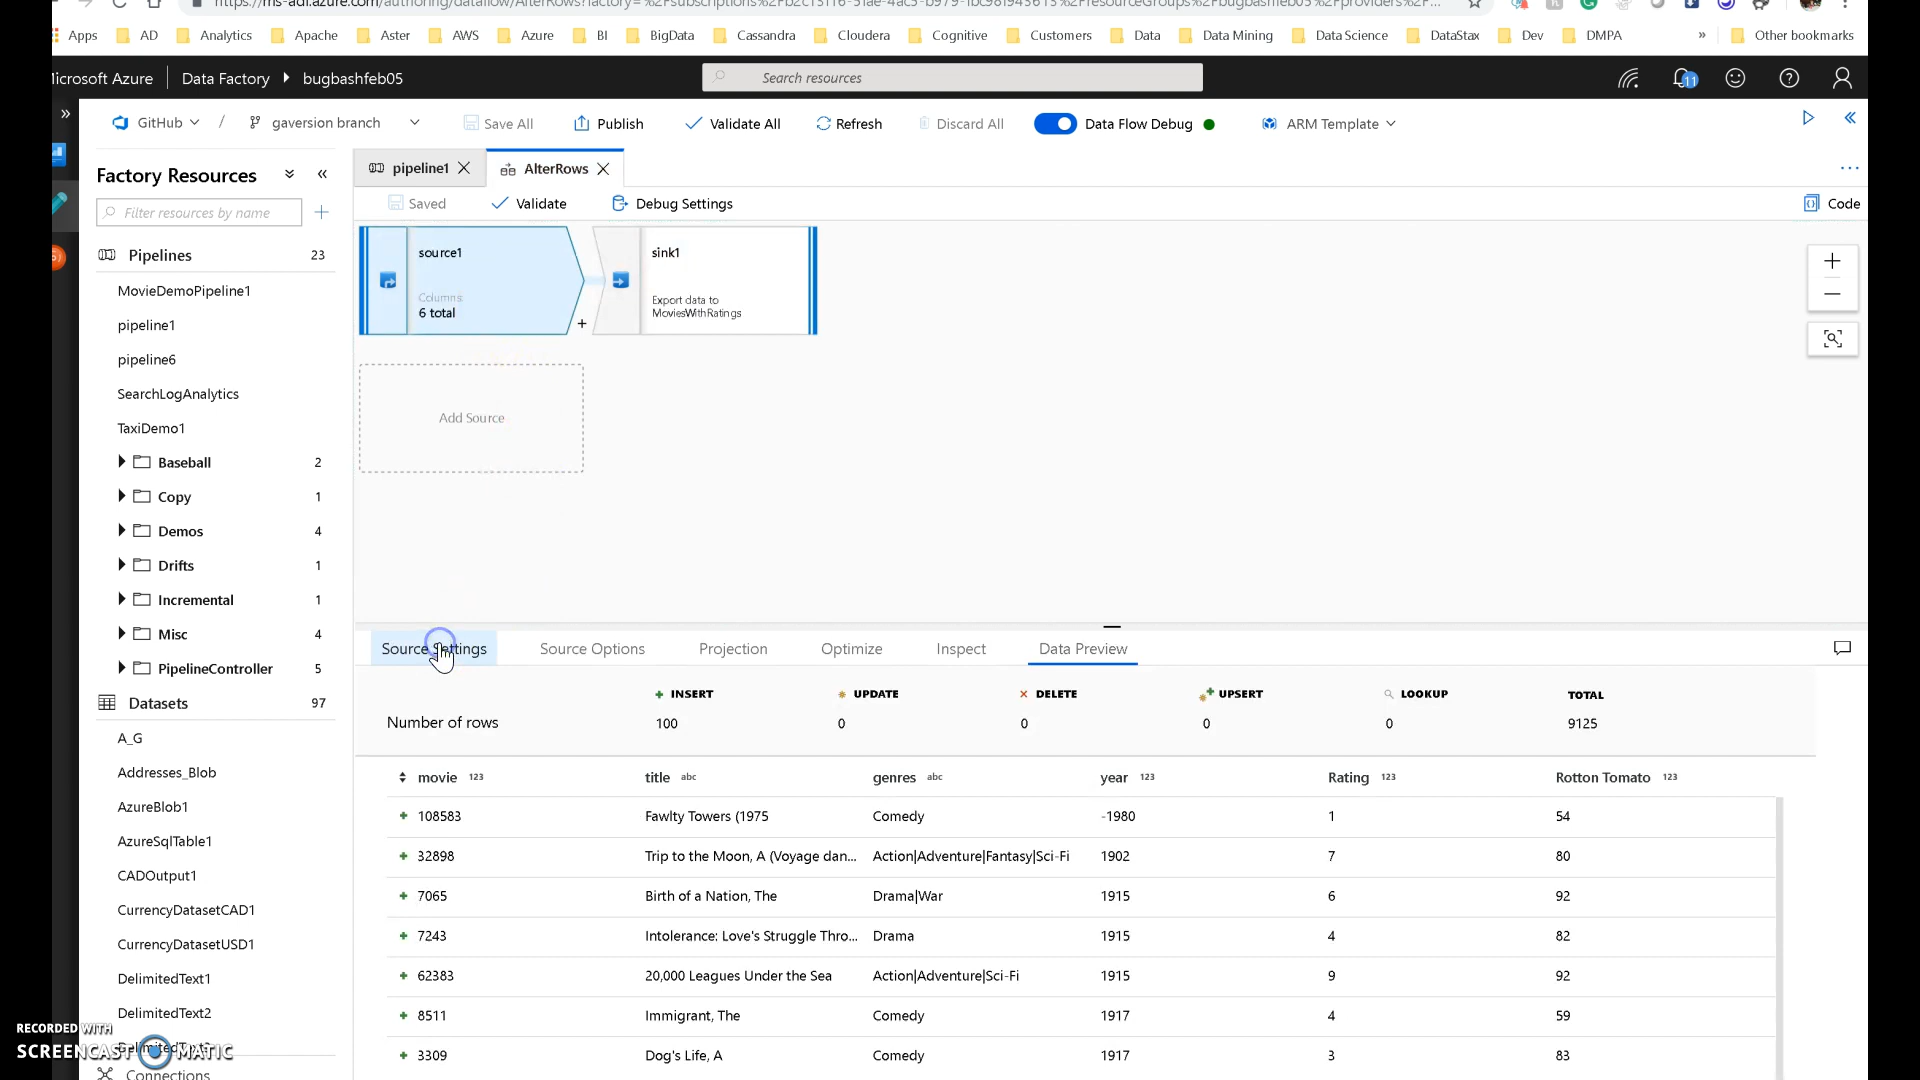 Apps AD Analytics Apache Aster AWS Azure BI BigData Cassandra Cloudera Cognitive Customers Data Data Mining Data Science DataStax Dev DMPA » Other bookmarks
Microsoft Azure Data Factory bugbashfeb05 Search resources 11
GitHub / gaversion branch Save All Publish Validate All Refresh Discard All Data Flow Debug ARM Template
Factory Resources
Filter resources by name
Pipelines 23
MovieDemoPipeline1
pipeline1
pipeline6
SearchLogAnalytics
TaxiDemo1
Baseball 2
Copy 1
Demos 4
Drifts 1
Incremental 1
Misc 4
PipelineController 5
Datasets 97
A_G
Addresses_Blob
AzureBlob1
AzureSqlTable1
CADOutput1
CurrencyDatasetCAD1
CurrencyDatasetUSD1
DelimitedText1
DelimitedText2
Connections
pipeline1 AlterRows
Saved Validate Debug Settings Code
source1
Columns:
6 total
+
sink1
Export data to
MoviesWithRatings
Add Source
Source Settings Source Options Projection Optimize Inspect Data Preview
Number of rows
INSERT UPDATE DELETE UPSERT LOOKUP TOTAL
100 0 0 0 0 9125
movie 123 title abc genres abc year 123 Rating 123 Rotton Tomato 123
108583 Fawlty Towers (1975 Comedy -1980 1 54
32898 Trip to the Moon, A (Voyage dan... Action|Adventure|Fantasy|Sci-Fi 1902 7 80
7065 Birth of a Nation, The Drama|War 1915 6 92
7243 Intolerance: Love's Struggle Thro... Drama 1915 4 82
62383 20,000 Leagues Under the Sea Action|Adventure|Sci-Fi 1915 9 92
8511 Immigrant, The Comedy 1917 4 59
3309 Dog's Life, A Comedy 1917 3 83
RECORDED WITH
SCREENCAST MATIC